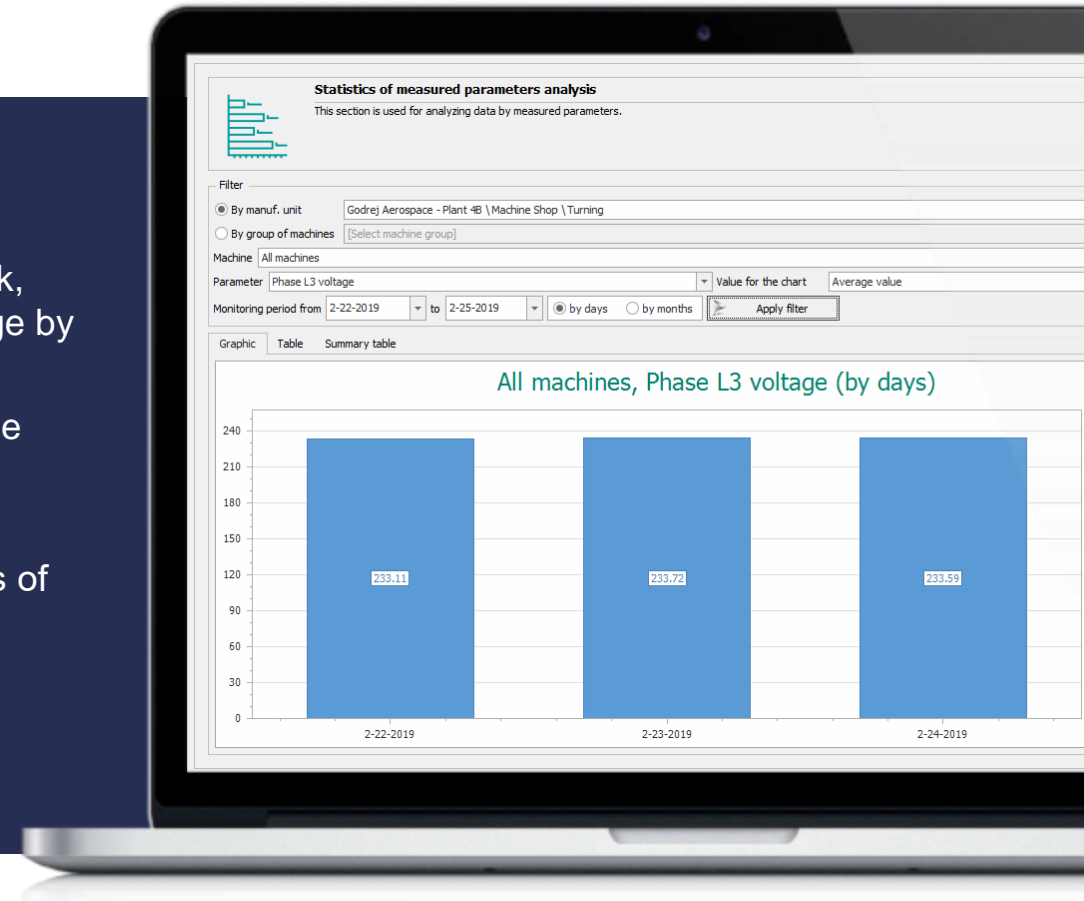 k,
ge by
e
s of
Statistics of measured parameters analysis
This section is used for analyzing data by measured parameters.
Filter
By manuf. unit Godrej Aerospace - Plant 4B \ Machine Shop \ Turning
By group of machines [Select machine group]
Machine All machines
Parameter Phase L3 voltage Value for the chart Average value
Monitoring period from 2-22-2019 to 2-25-2019 by days by months Apply filter
Graphic Table Summary table
All machines, Phase L3 voltage (by days)
240
210
180
150
120
90
60
30
0
233.11 233.72 233.59
2-22-2019 2-23-2019 2-24-2019